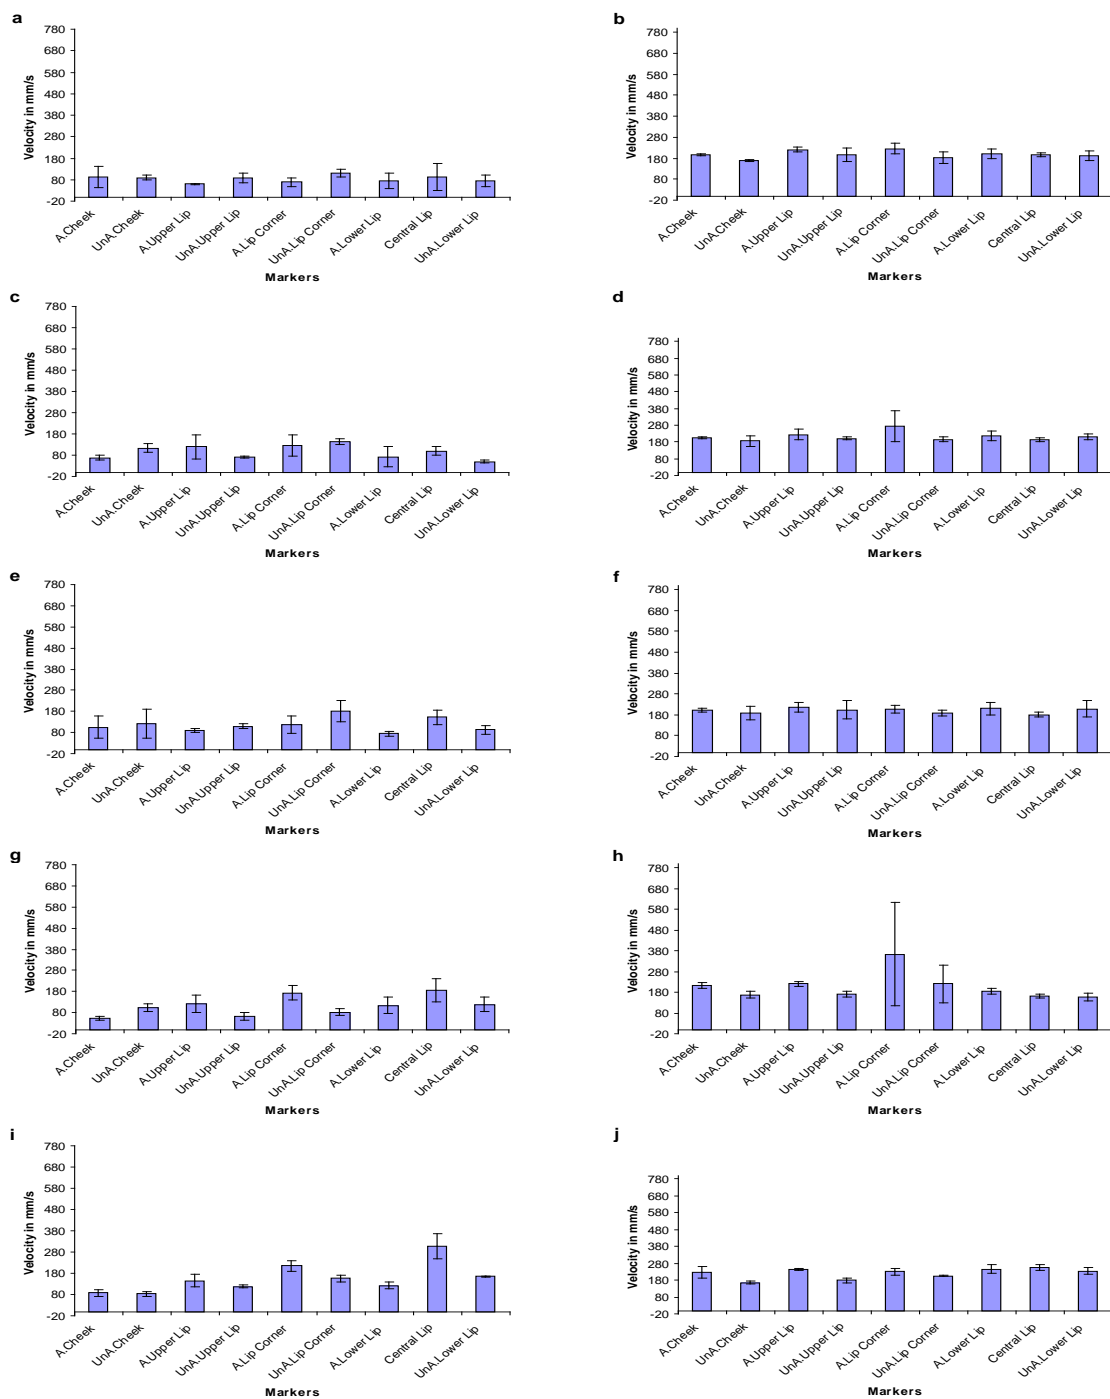 a
780
680
580
480
380
280
180
80
-20
Velocity in mm/s
A.Cheek
UnA.Cheek
A.Upper Lip
UnA.Upper Lip
A.Lip Corner
UnA.Lip Corner
A.Lower Lip
Central Lip
UnA.Lower Lip
Markers
b
780
680
580
480
380
280
180
80
-20
Velocity in mm/s
A.Cheek
UnA.Cheek
A.Upper Lip
UnA.Upper Lip
A.Lip Corner
UnA.Lip Corner
A.Lower Lip
Central Lip
UnA.Lower Lip
Markers
c
780
680
580
480
380
280
180
80
-20
Velocity in mm/s
A.Cheek
UnA.Cheek
A.Upper Lip
UnA.Upper Lip
A.Lip Corner
UnA.Lip Corner
A.Lower Lip
Central Lip
UnA.Lower Lip
Markers
d
780
680
580
480
380
280
180
80
-20
Velocity in mm/s
A.Cheek
UnA.Cheek
A.Upper Lip
UnA.Upper Lip
A.Lip Corner
UnA.Lip Corner
A.Lower Lip
Central Lip
UnA.Lower Lip
Markers
e
780
680
580
480
380
280
180
80
-20
Velocity in mm/s
A.Cheek
UnA.Cheek
A.Upper Lip
UnA.Upper Lip
A.Lip Corner
UnA.Lip Corner
A.Lower Lip
Central Lip
UnA.Lower Lip
Markers
f
780
680
580
480
380
280
180
80
-20
Velocity in mm/s
A.Cheek
UnA.Cheek
A.Upper Lip
UnA.Upper Lip
A.Lip Corner
UnA.Lip Corner
A.Lower Lip
Central Lip
UnA.Lower Lip
Markers
g
780
680
580
480
380
280
180
80
-20
Velocity in mm/s
A.Cheek
UnA.Cheek
A.Upper Lip
UnA.Upper Lip
A.Lip Corner
UnA.Lip Corner
A.Lower Lip
Central Lip
UnA.Lower Lip
Markers
h
780
680
580
480
380
280
180
80
-20
Velocity in mm/s
A.Cheek
UnA.Cheek
A.Upper Lip
UnA.Upper Lip
A.Lip Corner
UnA.Lip Corner
A.Lower Lip
Central Lip
UnA.Lower Lip
Markers
i
780
680
580
480
380
280
180
80
-20
Velocity in mm/s
A.Cheek
UnA.Cheek
A.Upper Lip
UnA.Upper Lip
A.Lip Corner
UnA.Lip Corner
A.Lower Lip
Central Lip
UnA.Lower Lip
Markers
j
780
680
580
480
380
280
180
80
-20
Velocity in mm/s
A.Cheek
UnA.Cheek
A.Upper Lip
UnA.Upper Lip
A.Lip Corner
UnA.Lip Corner
A.Lower Lip
Central Lip
UnA.Lower Lip
Markers